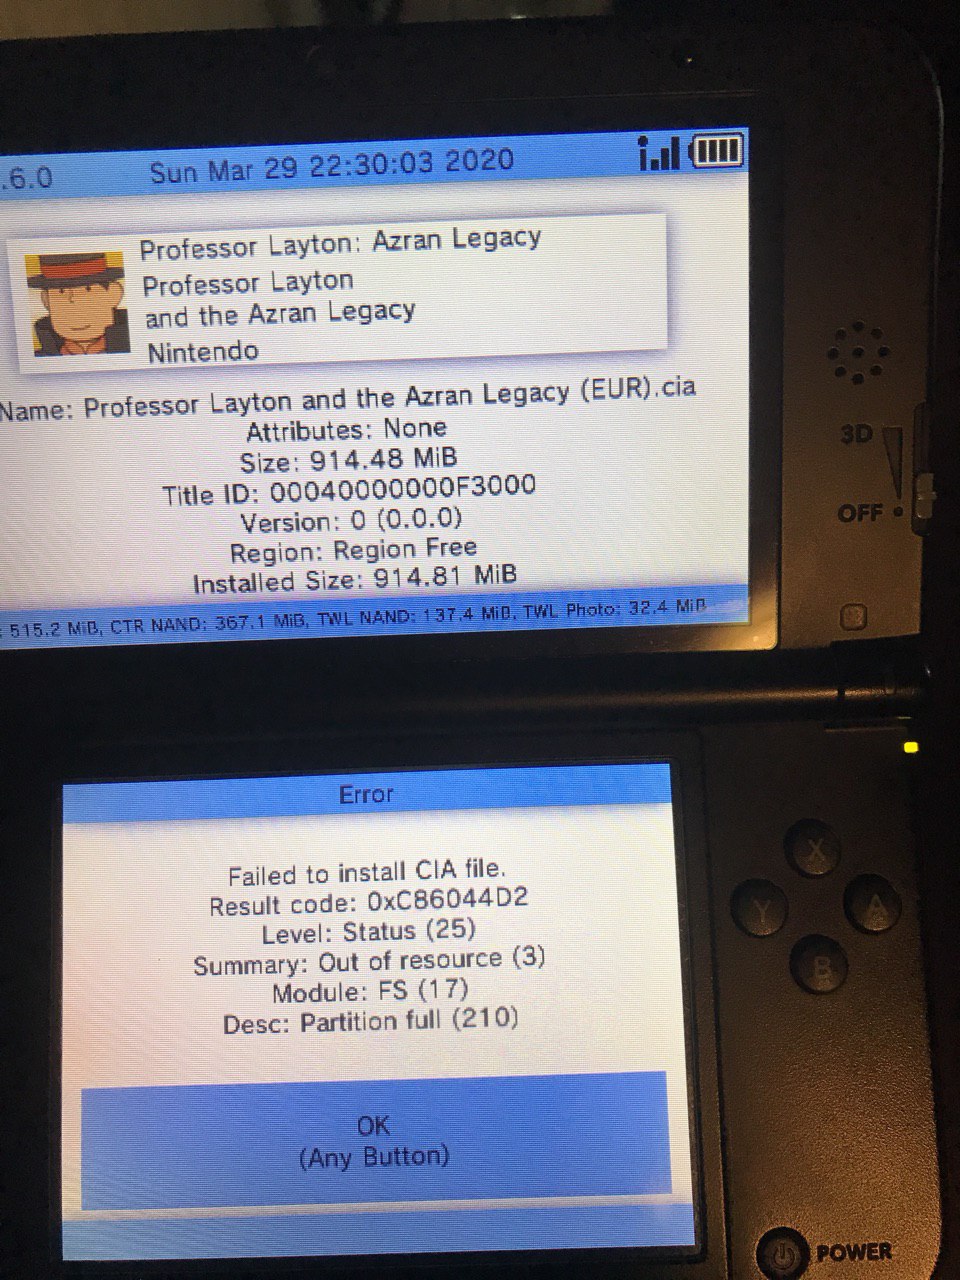 .6.0 Sun Mar 29 22:30:03 2020
Professor Layton: Azran Legacy
Professor Layton
and the Azran Legacy
Nintendo
Name: Professor Layton and the Azran Legacy (EUR).cia
Attributes: None
Size: 914.48 MiB
Title ID: 00040000000F3000
Version: 0 (0.0.0)
Region: Region Free
Installed Size: 914.81 MiB
: 515.2 MiB, CTR NAND: 367.1 MiB, TWL NAND: 137.4 MiB, TWL Photo: 32.4 MiB
3D
OFF
Error
Failed to install CIA file.
Result code: 0xC86044D2
Level: Status (25)
Summary: Out of resource (3)
Module: FS (17)
Desc: Partition full (210)
OK
(Any Button)
X
Y
A
B
POWER